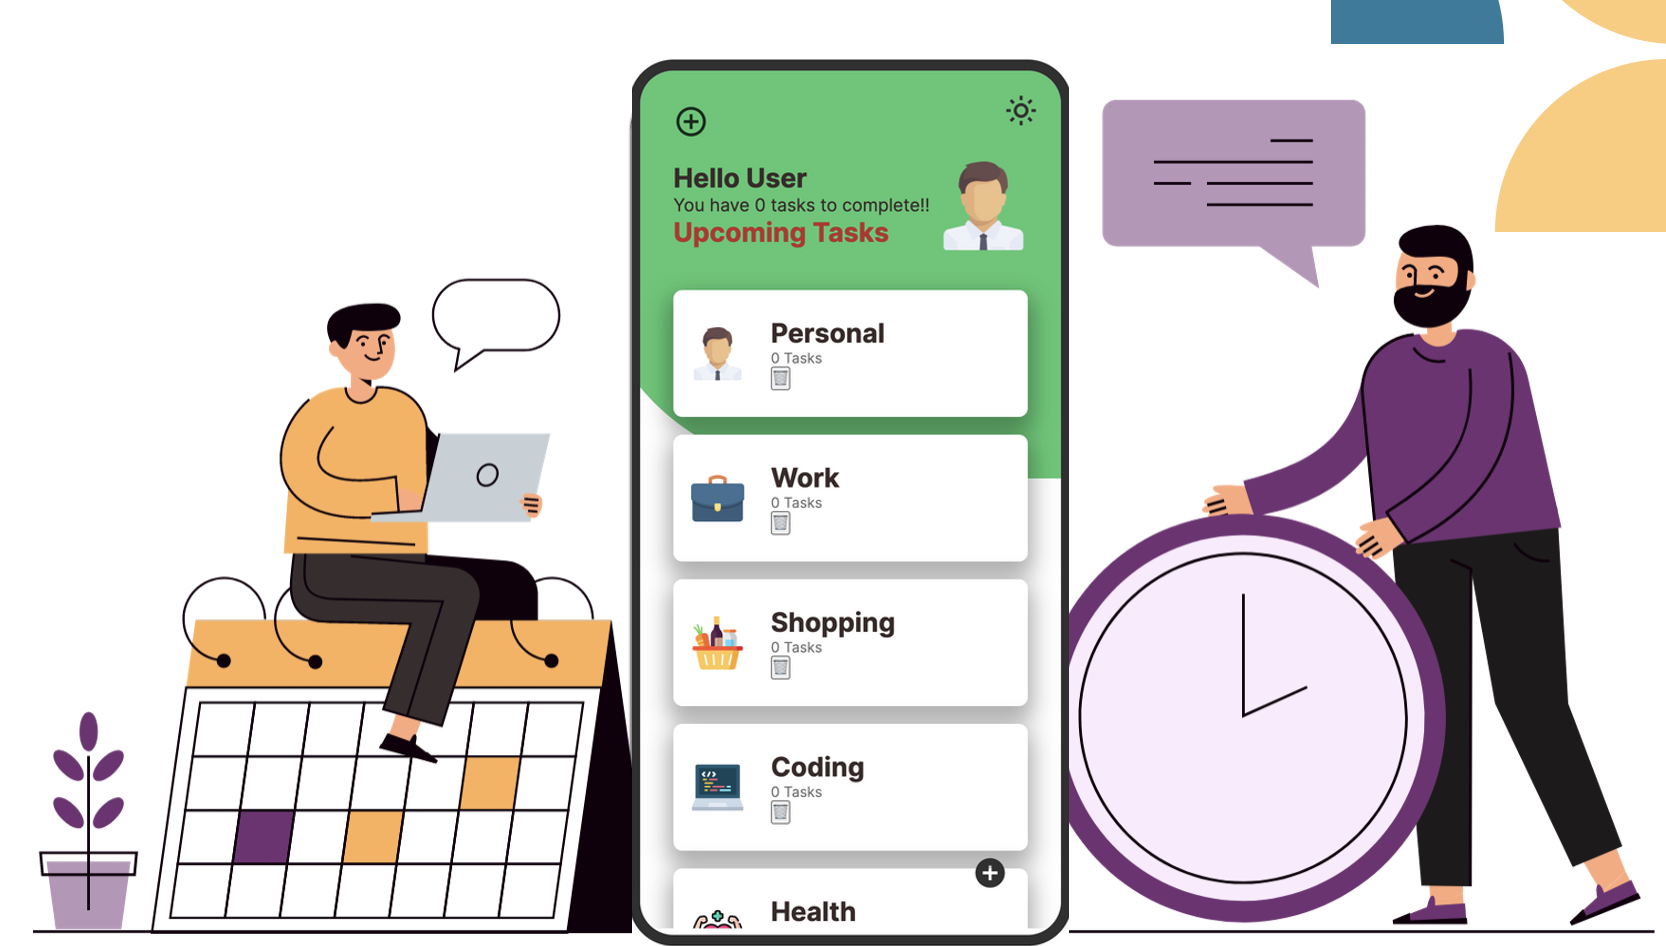 Hello User
You have 0 tasks to complete!!
Upcoming Tasks
Personal
0 Tasks
Work
0 Tasks
Shopping
0 Tasks
Coding
0 Tasks
Health